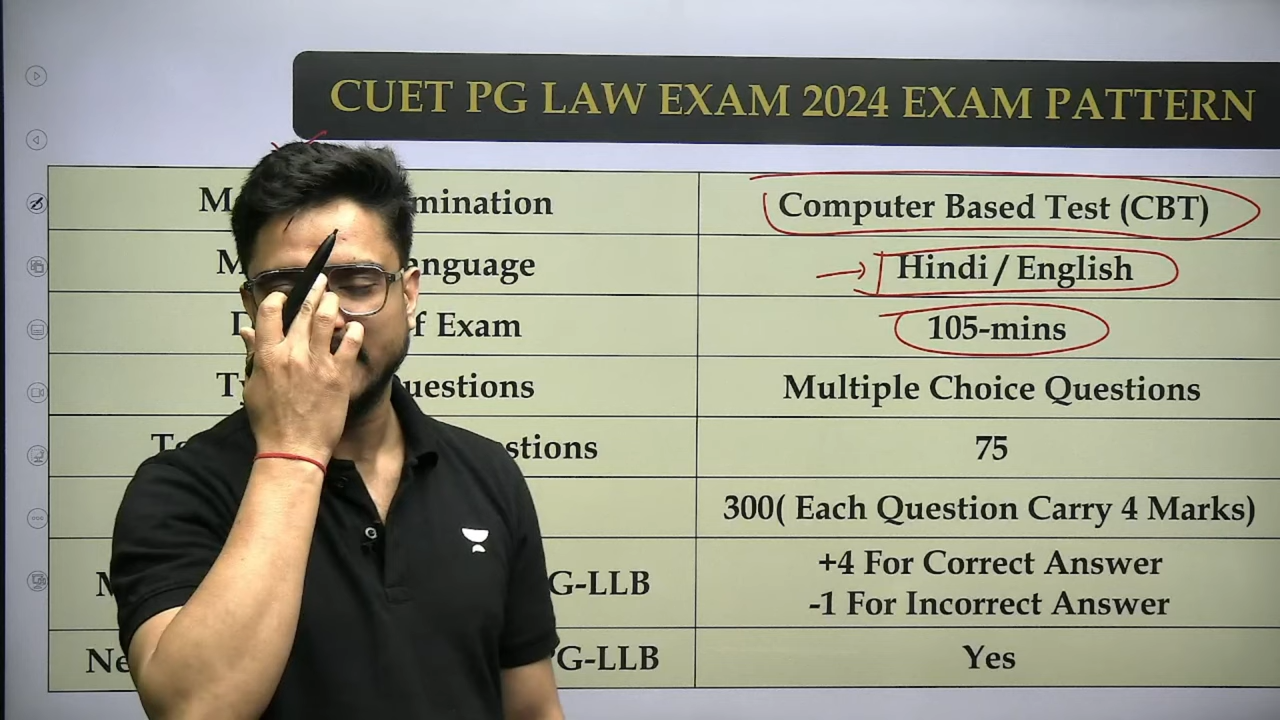 CUET PG LAW EXAM 2024 EXAM PATTERN
mination
Computer Based Test (CBT)
anguage
Hindi / English
f Exam
105-mins
uestions
Multiple Choice Questions
stions
75
300( Each Question Carry 4 Marks)
G-LLB
+4 For Correct Answer
-1 For Incorrect Answer
Ne
PG-LLB
Yes